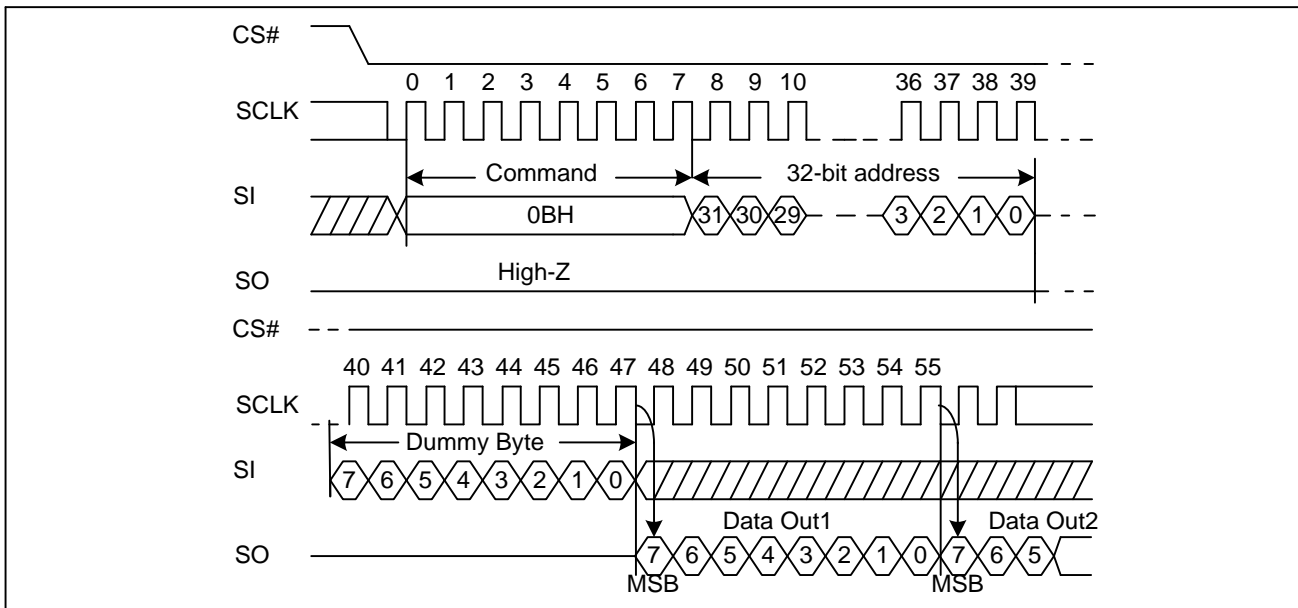 CS#
0 1 2 3 4 5 6 7 8 9 10 36 37 38 39
SCLK
Command 32-bit address
SI
0BH 31 30 29 3 2 1 0
High-Z
SO
CS#
40 41 42 43 44 45 46 47 48 49 50 51 52 53 54 55
SCLK
Dummy Byte
SI 7 6 5 4 3 2 1 0
Data Out1 Data Out2
SO 7 6 5 4 3 2 1 0 7 6 5
MSB MSB